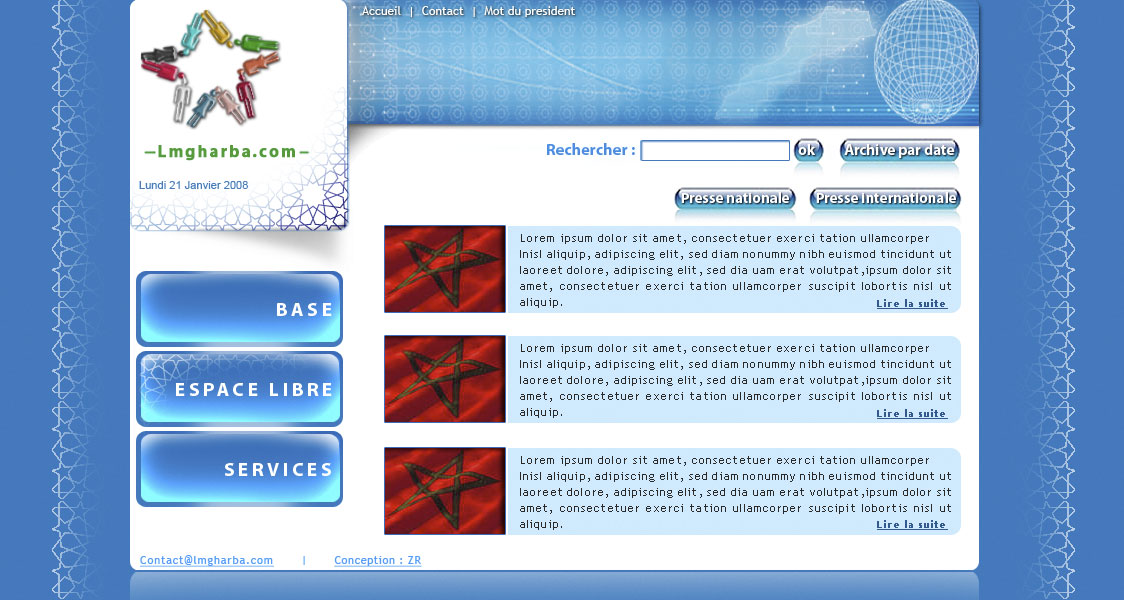 Accueil | Contact | Mot du president
—Lmgharba.com—
Lundi 21 Janvier 2008
Rechercher : ok Archive par date
Presse nationale Presse internationale
BASE
ESPACE LIBRE
SERVICES
Lorem ipsum dolor sit amet, consectetuer exerci tation ullamcorper
lnisl aliquip, adipiscing elit, sed diam nonummy nibh euismod tincidunt ut
laoreet dolore, adipiscing elit, sed dia uam erat volutpat,ipsum dolor sit
amet, consectetuer exerci tation ullamcorper suscipit lobortis nisl ut
aliquip. Lire la suite
Lorem ipsum dolor sit amet, consectetuer exerci tation ullamcorper
lnisl aliquip, adipiscing elit, sed diam nonummy nibh euismod tincidunt ut
laoreet dolore, adipiscing elit, sed dia uam erat volutpat,ipsum dolor sit
amet, consectetuer exerci tation ullamcorper suscipit lobortis nisl ut
aliquip. Lire la suite
Lorem ipsum dolor sit amet, consectetuer exerci tation ullamcorper
lnisl aliquip, adipiscing elit, sed diam nonummy nibh euismod tincidunt ut
laoreet dolore, adipiscing elit, sed dia uam erat volutpat,ipsum dolor sit
amet, consectetuer exerci tation ullamcorper suscipit lobortis nisl ut
aliquip. Lire la suite
Contact@lmgharba.com | Conception : ZR